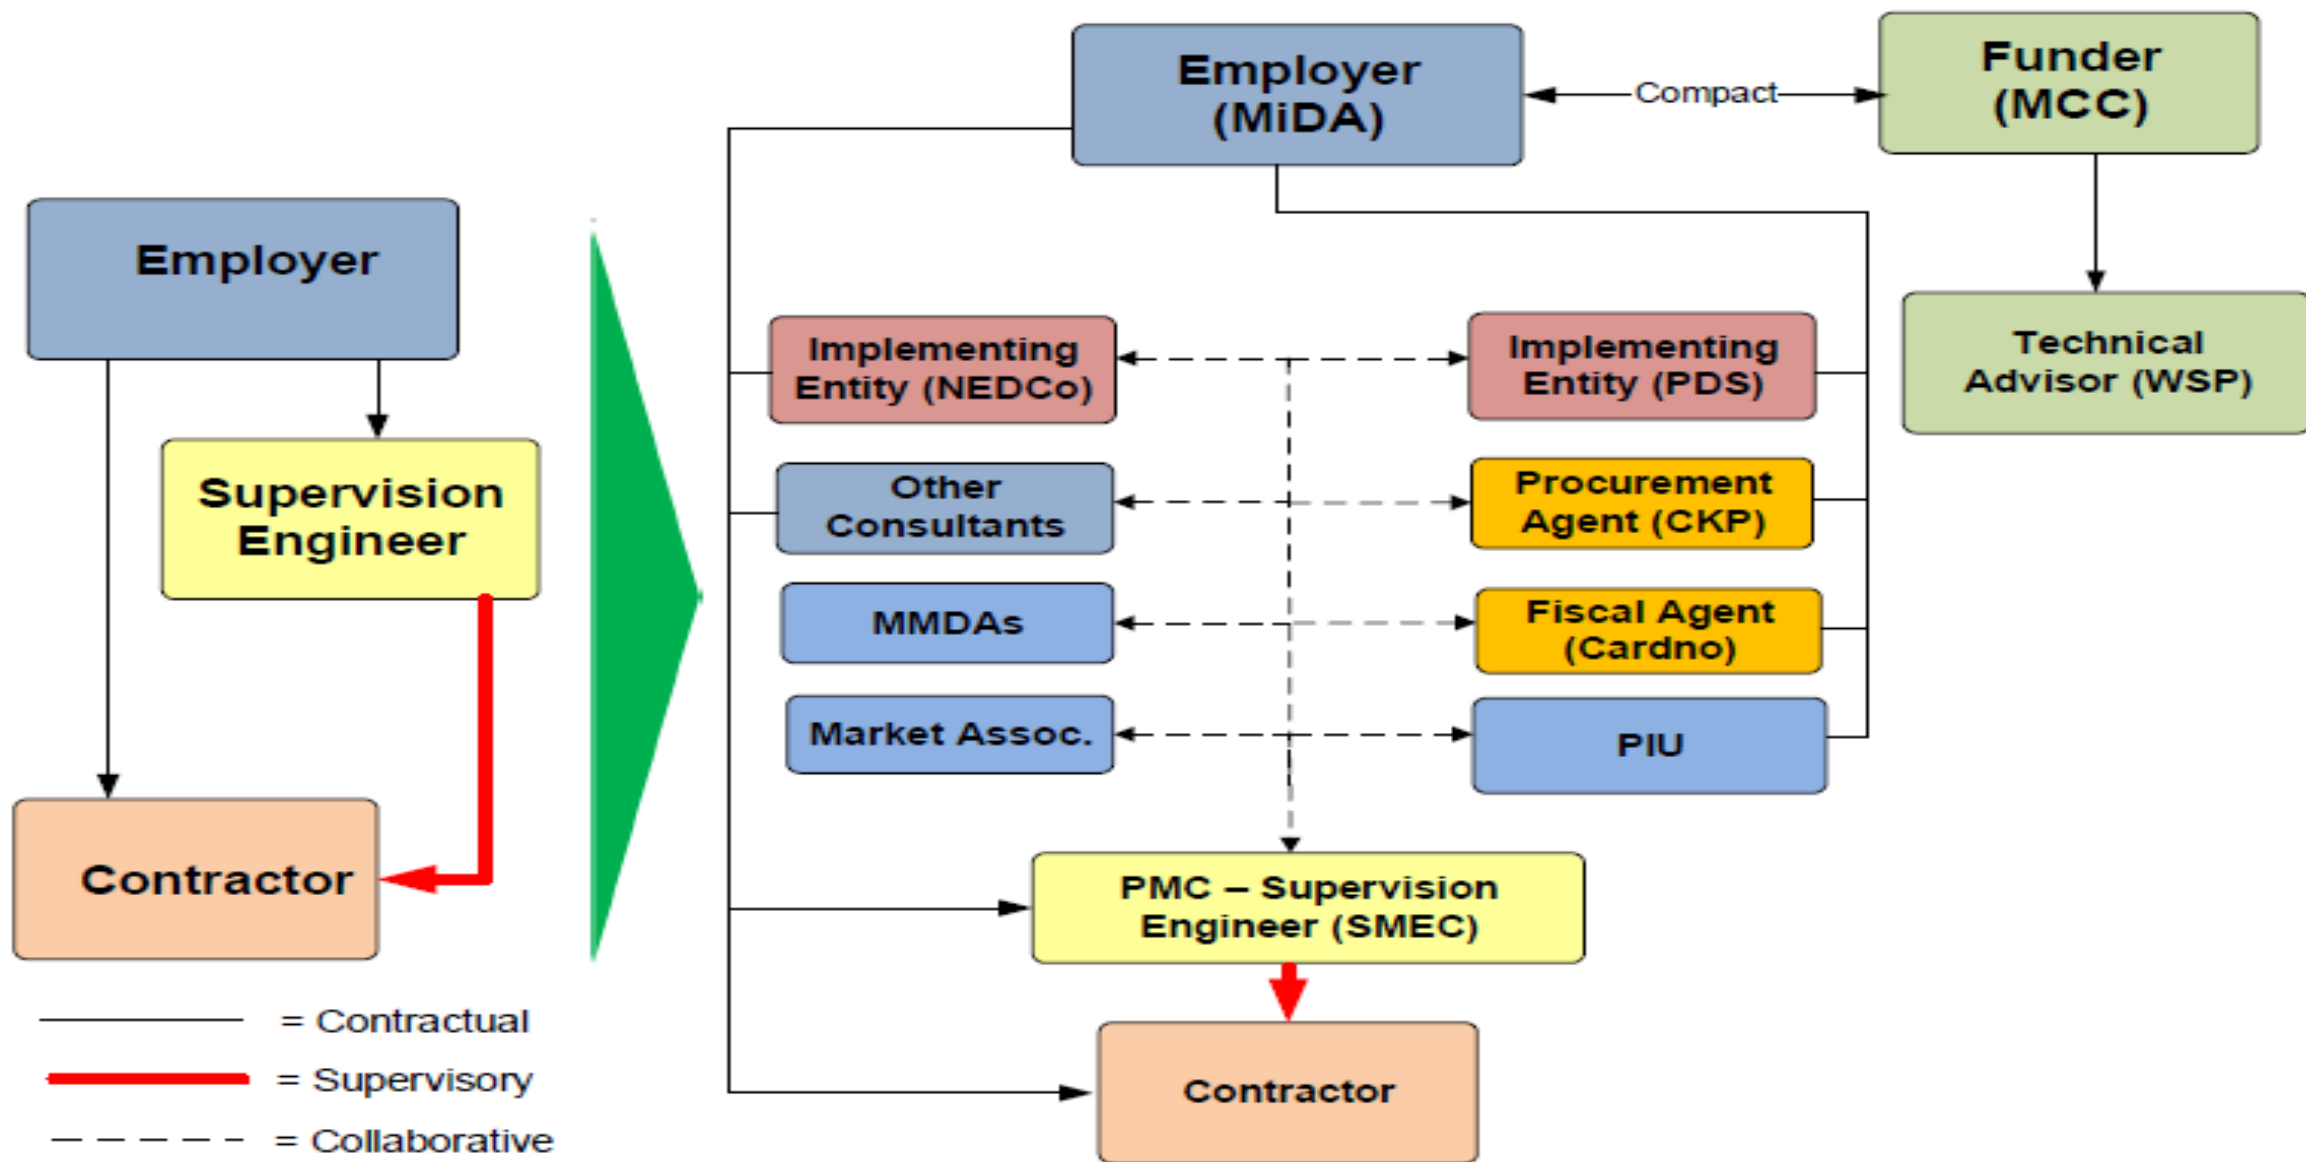 Employer
(MiDA)
Compact
Funder
(MCC)
Employer
Supervision
Engineer
Contractor
= Contractual
= Supervisory
= Collaborative
Implementing
Entity (NEDCo)
Implementing
Entity (PDS)
Technical
Advisor (WSP)
Other
Consultants
Procurement
Agent (CKP)
MMDAs
Fiscal Agent
(Cardno)
Market Assoc.
PIU
PMC – Supervision
Engineer (SMEC)
Contractor